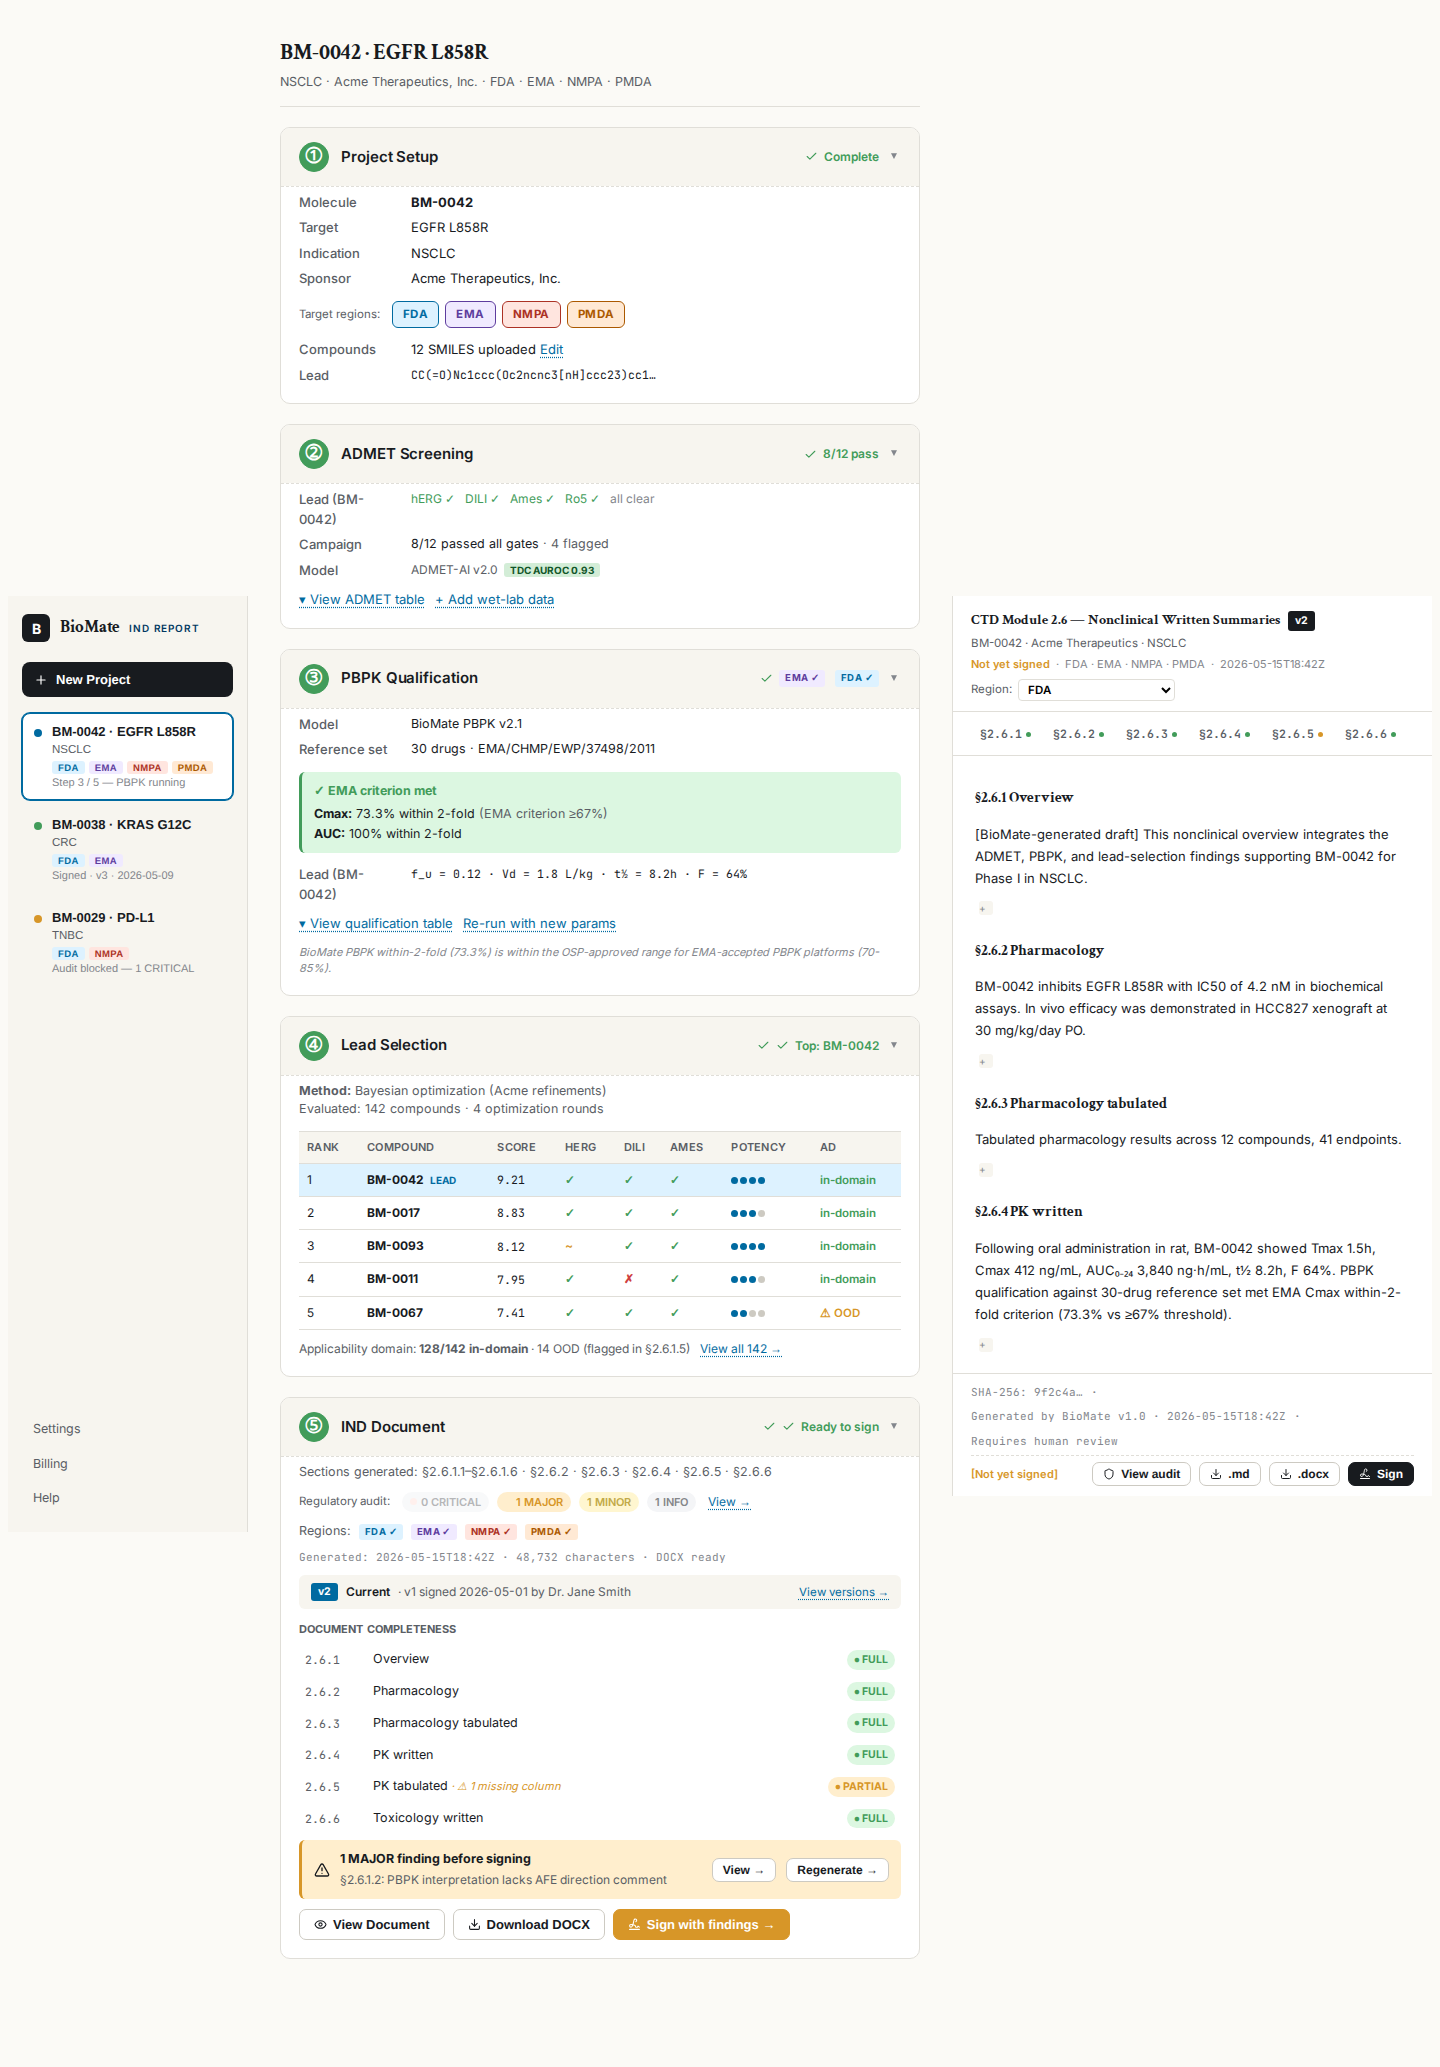 BM-0042 · EGFR L858R
NSCLC · Acme Therapeutics, Inc. · FDA · EMA · NMPA · PMDA
① Project Setup ✓ Complete ▼
Molecule BM-0042
Target EGFR L858R
Indication NSCLC
Sponsor Acme Therapeutics, Inc.
Target regions: FDA EMA NMPA PMDA
Compounds 12 SMILES uploaded Edit
Lead CC(=O)Nc1ccc(Oc2ncnc3[nH]ccc23)cc1…
② ADMET Screening ✓ 8/12 pass ▼
Lead (BM-
0042) hERG ✓ DILI ✓ Ames ✓ Ro5 ✓ all clear
Campaign 8/12 passed all gates · 4 flagged
Model ADMET-AI v2.0 TDC AUROC 0.93
▾ View ADMET table + Add wet-lab data
③ PBPK Qualification ✓ EMA ✓ FDA ✓ ▼
Model BioMate PBPK v2.1
Reference set 30 drugs · EMA/CHMP/EWP/37498/2011
✓ EMA criterion met
Cmax: 73.3% within 2-fold (EMA criterion ≥67%)
AUC: 100% within 2-fold
Lead (BM-
0042) f_u = 0.12 · Vd = 1.8 L/kg · t½ = 8.2h · F = 64%
▾ View qualification table Re-run with new params
BioMate PBPK within-2-fold (73.3%) is within the OSP-approved range for EMA-accepted PBPK platforms (70-
85%).
④ Lead Selection ✓ ✓ Top: BM-0042 ▼
Method: Bayesian optimization (Acme refinements)
Evaluated: 142 compounds · 4 optimization rounds
RANK COMPOUND SCORE HERG DILI AMES POTENCY AD
1 BM-0042 LEAD 9.21 ✓ ✓ ✓ ●●●● in-domain
2 BM-0017 8.83 ✓ ✓ ✓ ●●●● in-domain
3 BM-0093 8.12 ~ ✓ ✓ ●●●● in-domain
4 BM-0011 7.95 ✓ ✗ ✓ ●●●● in-domain
5 BM-0067 7.41 ✓ ✓ ✓ ●●●● ⚠ OOD
Applicability domain: 128/142 in-domain · 14 OOD (flagged in §2.6.1.5) View all 142 →
⑤ IND Document ✓ ✓ Ready to sign ▼
Sections generated: §2.6.1.1–§2.6.1.6 · §2.6.2 · §2.6.3 · §2.6.4 · §2.6.5 · §2.6.6
Regulatory audit: 0 CRITICAL 1 MAJOR 1 MINOR 1 INFO View →
Regions: FDA ✓ EMA ✓ NMPA ✓ PMDA ✓
Generated: 2026-05-15T18:42Z · 48,732 characters · DOCX ready
v2 Current · v1 signed 2026-05-01 by Dr. Jane Smith View versions →
DOCUMENT COMPLETENESS
2.6.1 Overview ● FULL
2.6.2 Pharmacology ● FULL
2.6.3 Pharmacology tabulated ● FULL
2.6.4 PK written ● FULL
2.6.5 PK tabulated · ⚠ 1 missing column ● PARTIAL
2.6.6 Toxicology written ● FULL
1 MAJOR finding before signing
§2.6.1.2: PBPK interpretation lacks AFE direction comment
View → Regenerate →
View Document Download DOCX Sign with findings →
B BioMate IND REPORT
+ New Project
BM-0042 · EGFR L858R
NSCLC
FDA EMA NMPA PMDA
Step 3 / 5 — PBPK running
BM-0038 · KRAS G12C
CRC
FDA EMA
Signed · v3 · 2026-05-09
BM-0029 · PD-L1
TNBC
FDA NMPA
Audit blocked — 1 CRITICAL
Settings
Billing
Help
CTD Module 2.6 — Nonclinical Written Summaries v2
BM-0042 · Acme Therapeutics · NSCLC
Not yet signed · FDA · EMA · NMPA · PMDA · 2026-05-15T18:42Z
Region: FDA
§2.6.1 ● §2.6.2 ● §2.6.3 ● §2.6.4 ● §2.6.5 ● §2.6.6 ●
§2.6.1 Overview
[BioMate-generated draft] This nonclinical overview integrates the
ADMET, PBPK, and lead-selection findings supporting BM-0042 for
Phase I in NSCLC.
+
§2.6.2 Pharmacology
BM-0042 inhibits EGFR L858R with IC50 of 4.2 nM in biochemical
assays. In vivo efficacy was demonstrated in HCC827 xenograft at
30 mg/kg/day PO.
+
§2.6.3 Pharmacology tabulated
Tabulated pharmacology results across 12 compounds, 41 endpoints.
+
§2.6.4 PK written
Following oral administration in rat, BM-0042 showed Tmax 1.5h,
Cmax 412 ng/mL, AUC₀₋₂₄ 3,840 ng·h/mL, t½ 8.2h, F 64%. PBPK
qualification against 30-drug reference set met EMA Cmax within-2-
fold criterion (73.3% vs ≥67% threshold).
+
SHA-256: 9f2c4a… ·
Generated by BioMate v1.0 · 2026-05-15T18:42Z ·
Requires human review
[Not yet signed] View audit .md .docx Sign